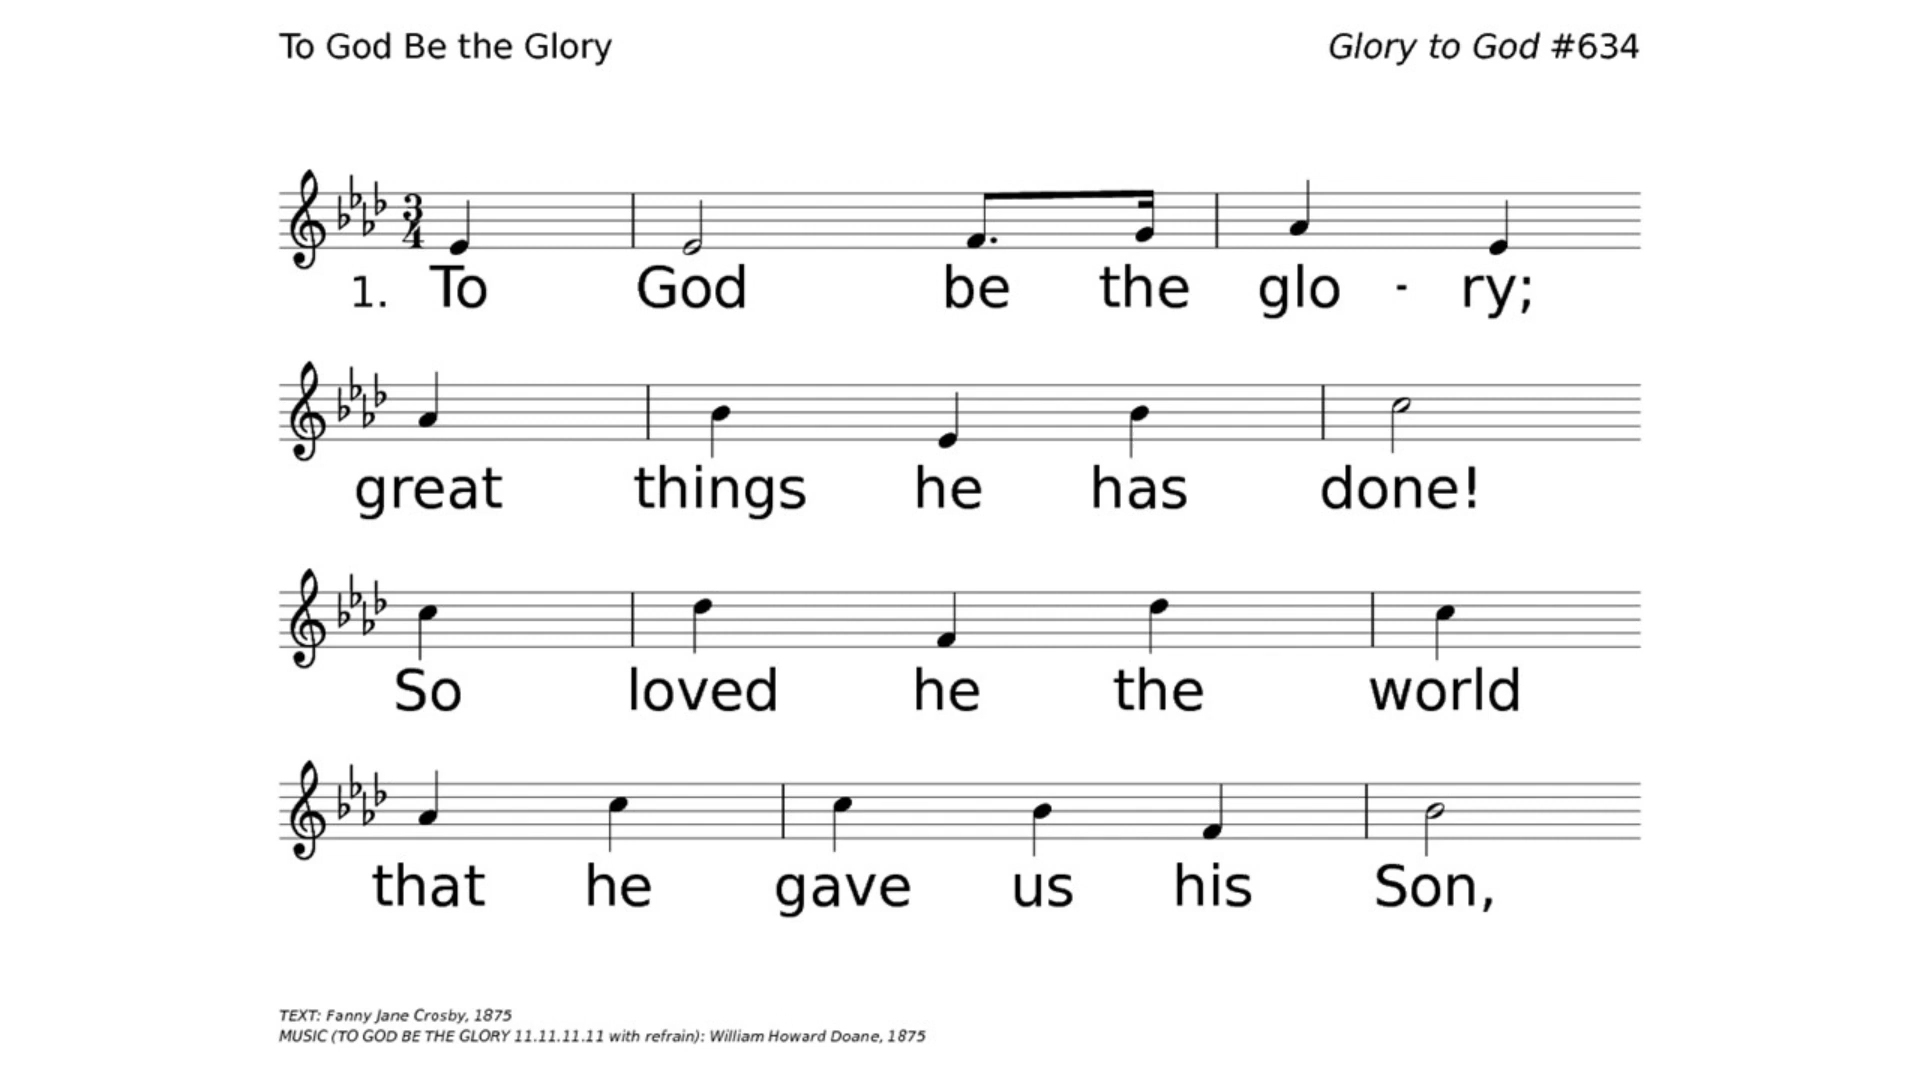 To God Be the Glory Glory to God #634
3
4
1. To God be the glo - ry;
great things he has done!
So loved he the world
that he gave us his Son,
TEXT: Fanny Jane Crosby, 1875
MUSIC (TO GOD BE THE GLORY 11.11.11.11 with refrain): William Howard Doane, 1875